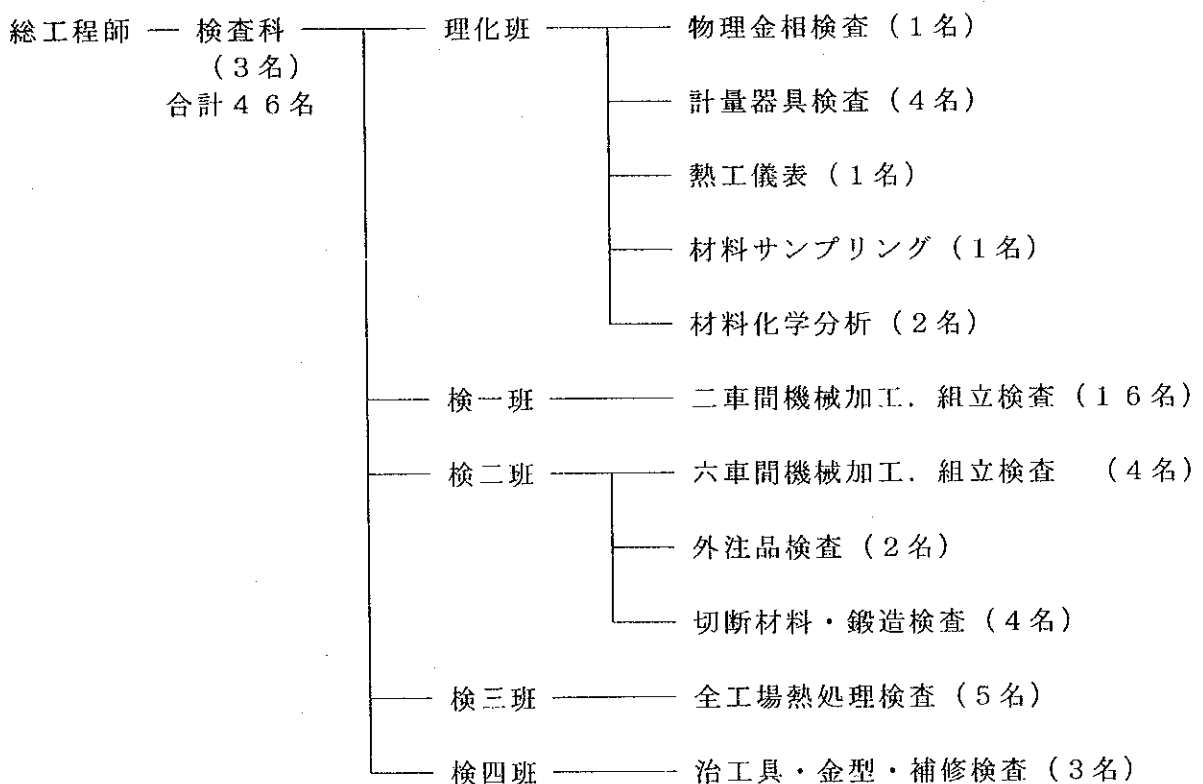 総工程師 ― 検査科 ― 理化班 ― 物理金相検査（1名）
（3名）
合計46名
計量器具検査（4名）
熱工儀表（1名）
材料サンプリング（1名）
材料化学分析（2名）
検一班 ― 二車間機械加工．組立検査（16名）
検二班 ― 六車間機械加工．組立検査 （4名）
外注品検査（2名）
切断材料・鍛造検査（4名）
検三班 ― 全工場熱処理検査（5名）
検四班 ― 治工具・金型・補修検査（3名）